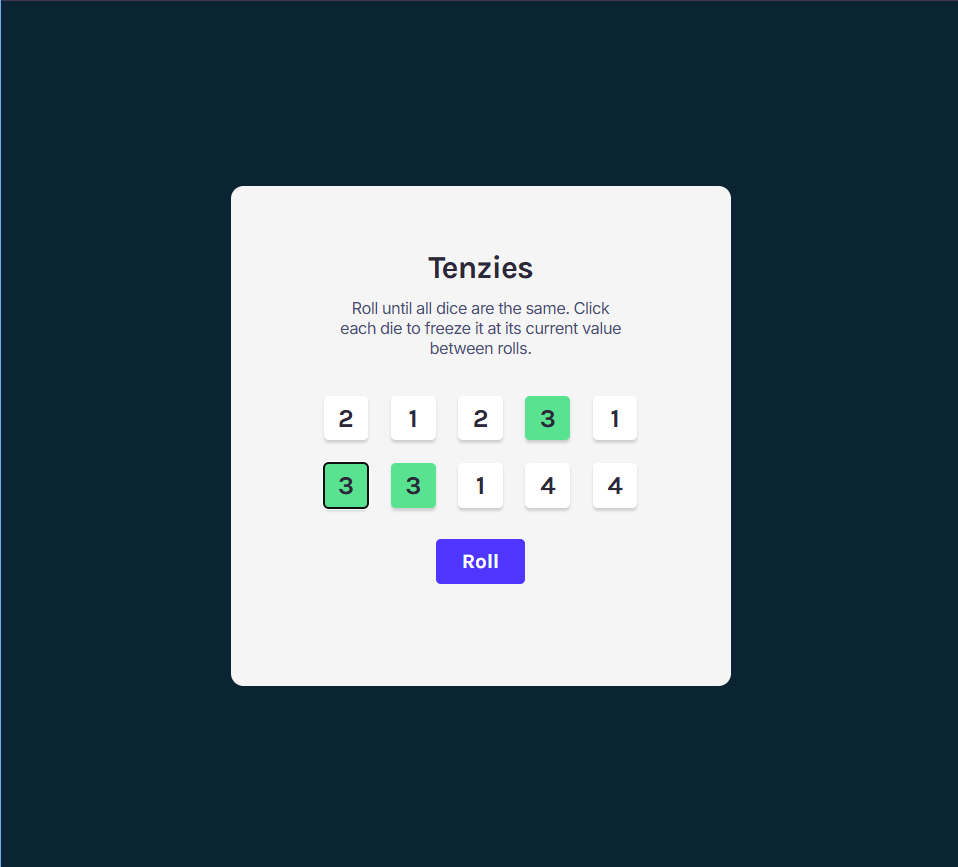 Tenzies
Roll until all dice are the same. Click
each die to freeze it at its current value
between rolls.
2 1 2 3 1
3 3 1 4 4
Roll